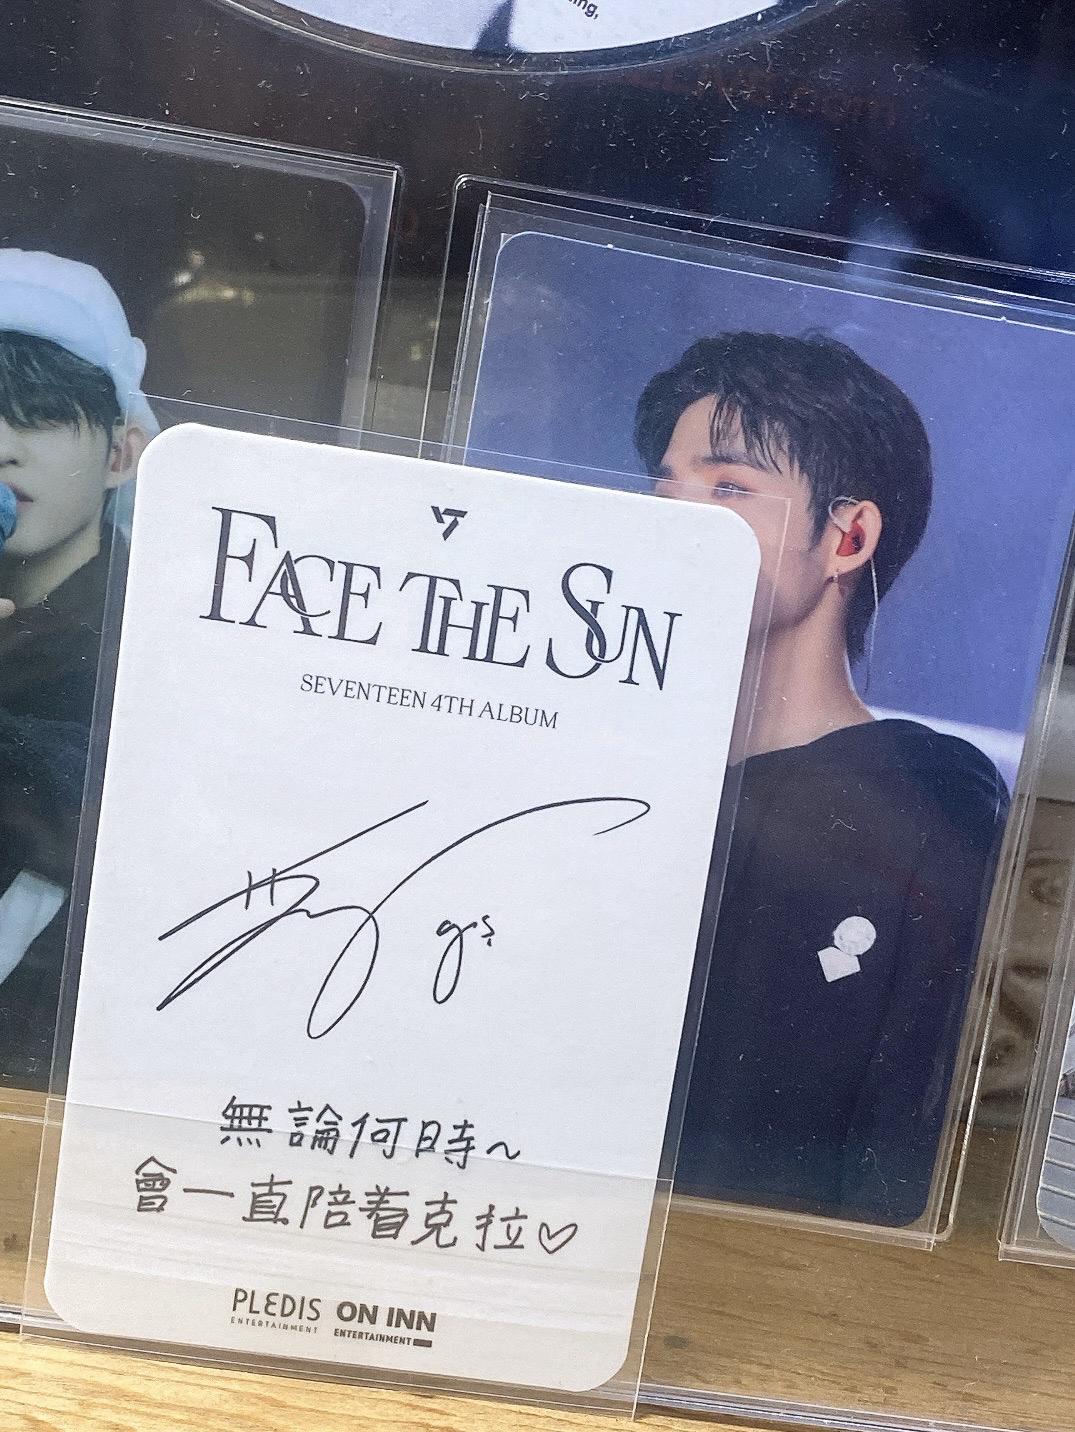 FACE THE SUN
SEVENTEEN 4TH ALBUM
無論何時~
會一直陪着克拉♡
PLEDIS ON INN
ENTERTAINMENT ENTERTAINMENT